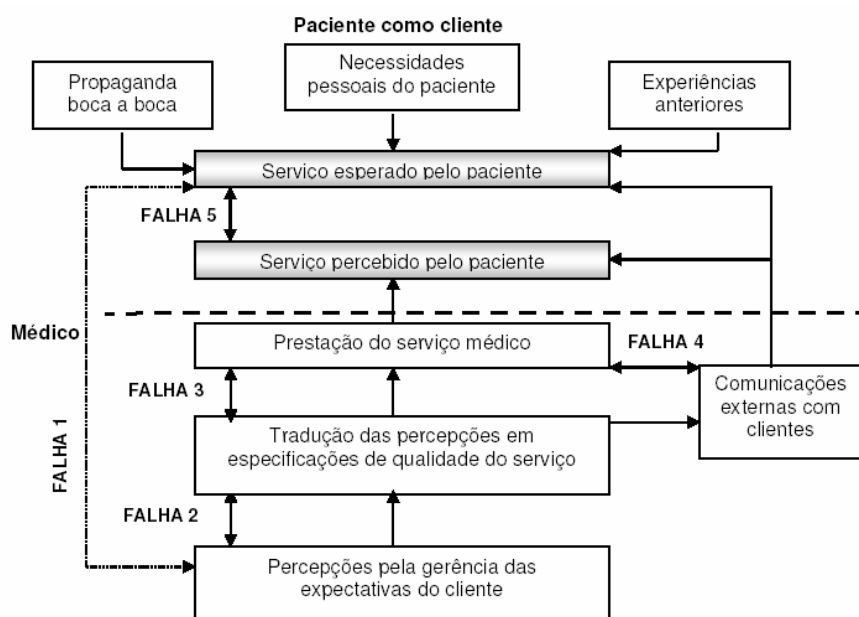 Paciente como cliente
Propaganda
boca a boca
Necessidades
pessoais do paciente
Experiências
anteriores
Serviço esperado pelo paciente
FALHA 5
Serviço percebido pelo paciente
Médico
Prestação do serviço médico
FALHA 4
FALHA 3
Comunicações
externas com
clientes
Tradução das percepções em
especificações de qualidade do serviço
FALHA 1
FALHA 2
Percepções pela gerência das
expectativas do cliente